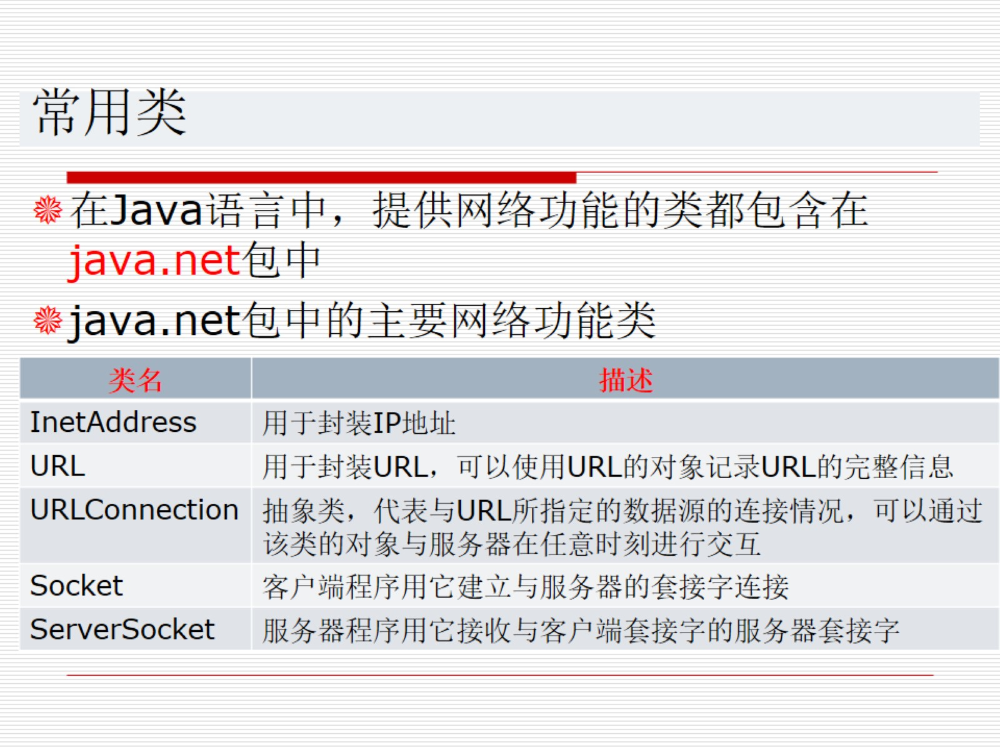 常用类
在Java语言中，提供网络功能的类都包含在
java.net包中
java.net包中的主要网络功能类
类名 描述
InetAddress 用于封装IP地址
URL 用于封装URL，可以使用URL的对象记录URL的完整信息
URLConnection 抽象类，代表与URL所指定的数据源的连接情况，可以通过
该类的对象与服务器在任意时刻进行交互
Socket 客户端程序用它建立与服务器的套接字连接
ServerSocket 服务器程序用它接收与客户端套接字的服务器套接字